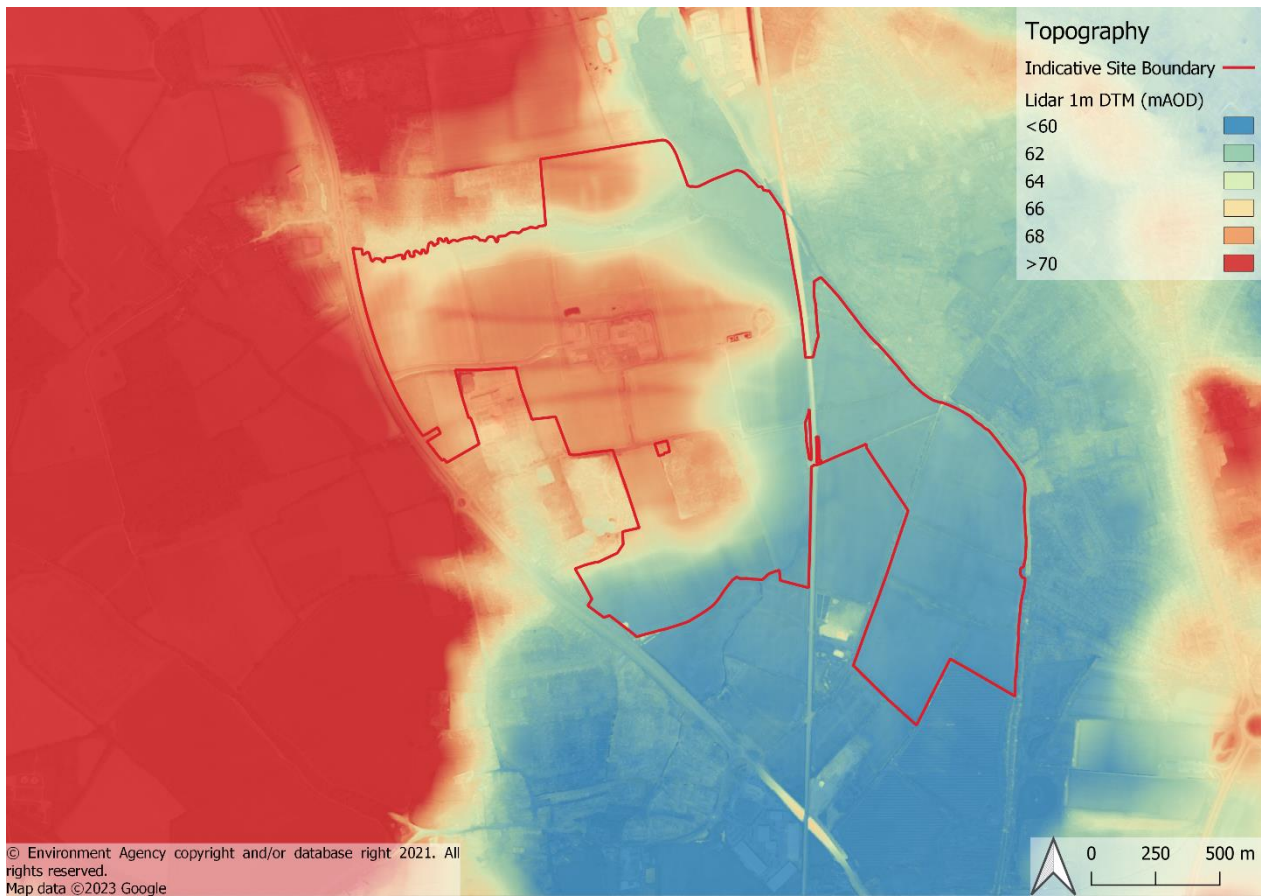 Topography
Indicative Site Boundary
Lidar 1m DTM (mAOD)
<60
62
64
66
68
>70
© Environment Agency copyright and/or database right 2021. All
rights reserved.
Map data ©2023 Google
0 250 500 m